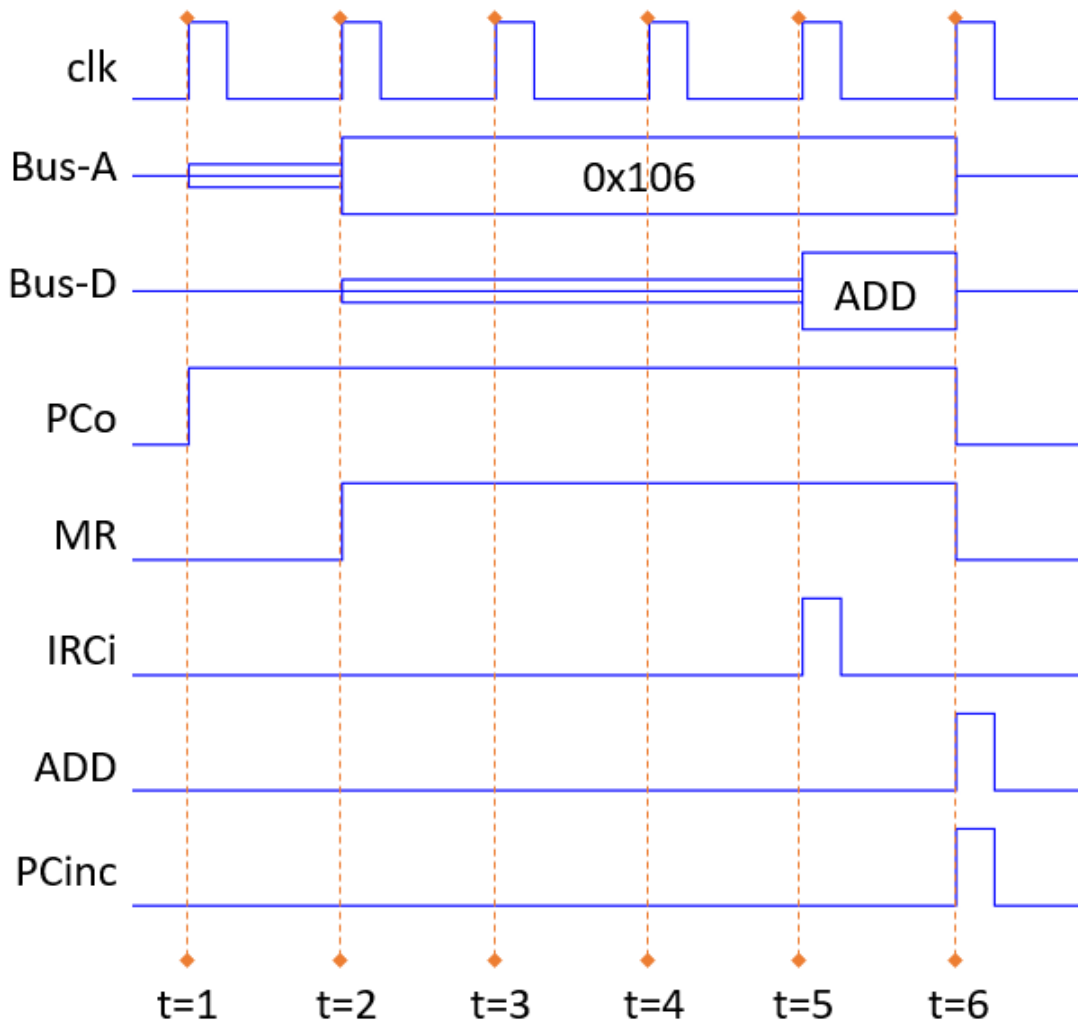 clk
Bus-A
0x106
Bus-D
ADD
PCo
MR
IRCi
ADD
PCinc
t=1 t=2 t=3 t=4 t=5 t=6